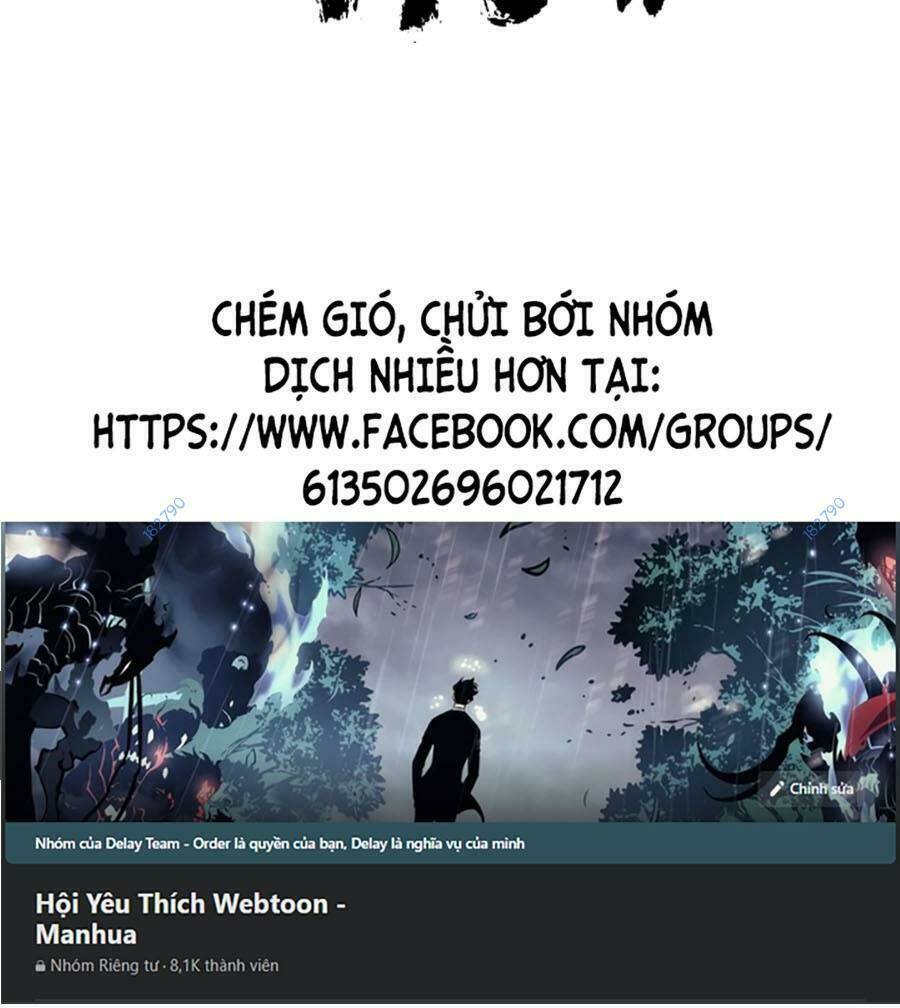 CHÉM GIÓ, CHỬI BỚI NHÓM
DỊCH NHIỀU HƠN TẠI:
HTTPS://WWW.FACEBOOK.COM/GROUPS/
613502696021712
182790
182790
Chỉnh sửa
Nhóm của Delay Team - Order là quyền của bạn, Delay là nghĩa vụ của mình
Hội Yêu Thích Webtoon -
Manhua
Nhóm Riêng tư · 8,1K thành viên